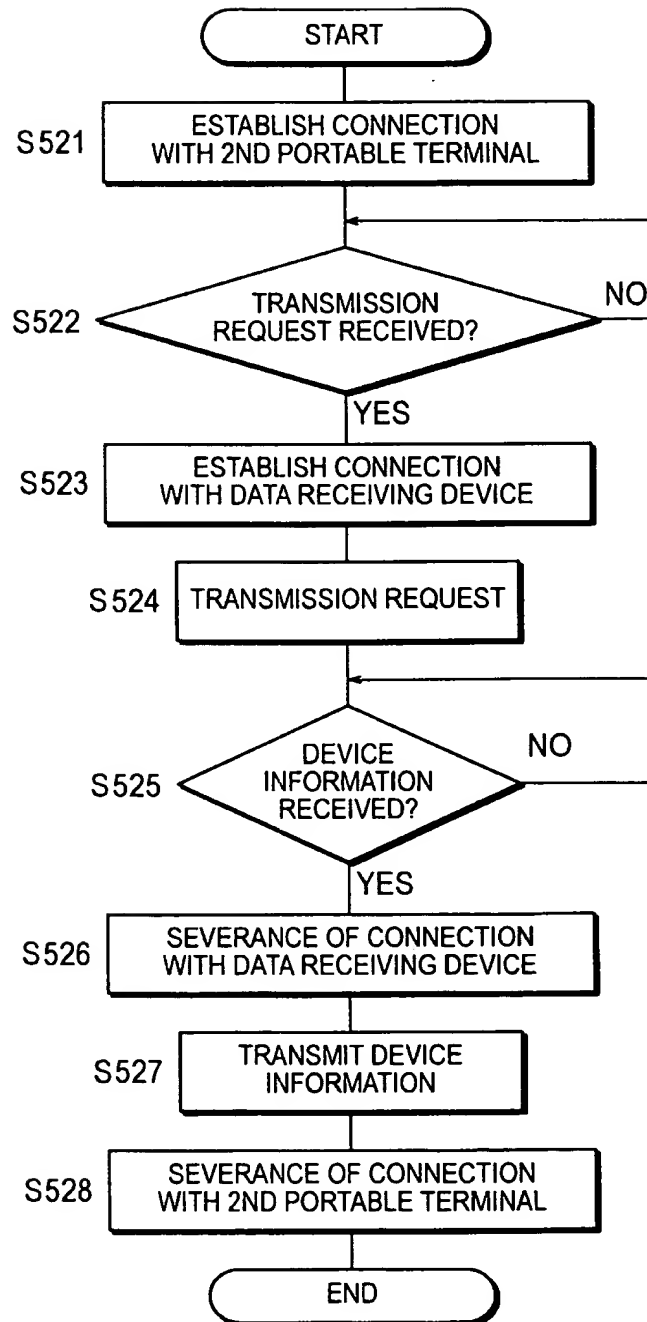 START
S521
ESTABLISH CONNECTION
WITH 2ND PORTABLE TERMINAL
S522
TRANSMISSION
REQUEST RECEIVED?
NO
YES
S523
ESTABLISH CONNECTION
WITH DATA RECEIVING DEVICE
S524
TRANSMISSION REQUEST
S525
DEVICE
INFORMATION
RECEIVED?
NO
YES
S526
SEVERANCE OF CONNECTION
WITH DATA RECEIVING DEVICE
S527
TRANSMIT DEVICE
INFORMATION
S528
SEVERANCE OF CONNECTION
WITH 2ND PORTABLE TERMINAL
END